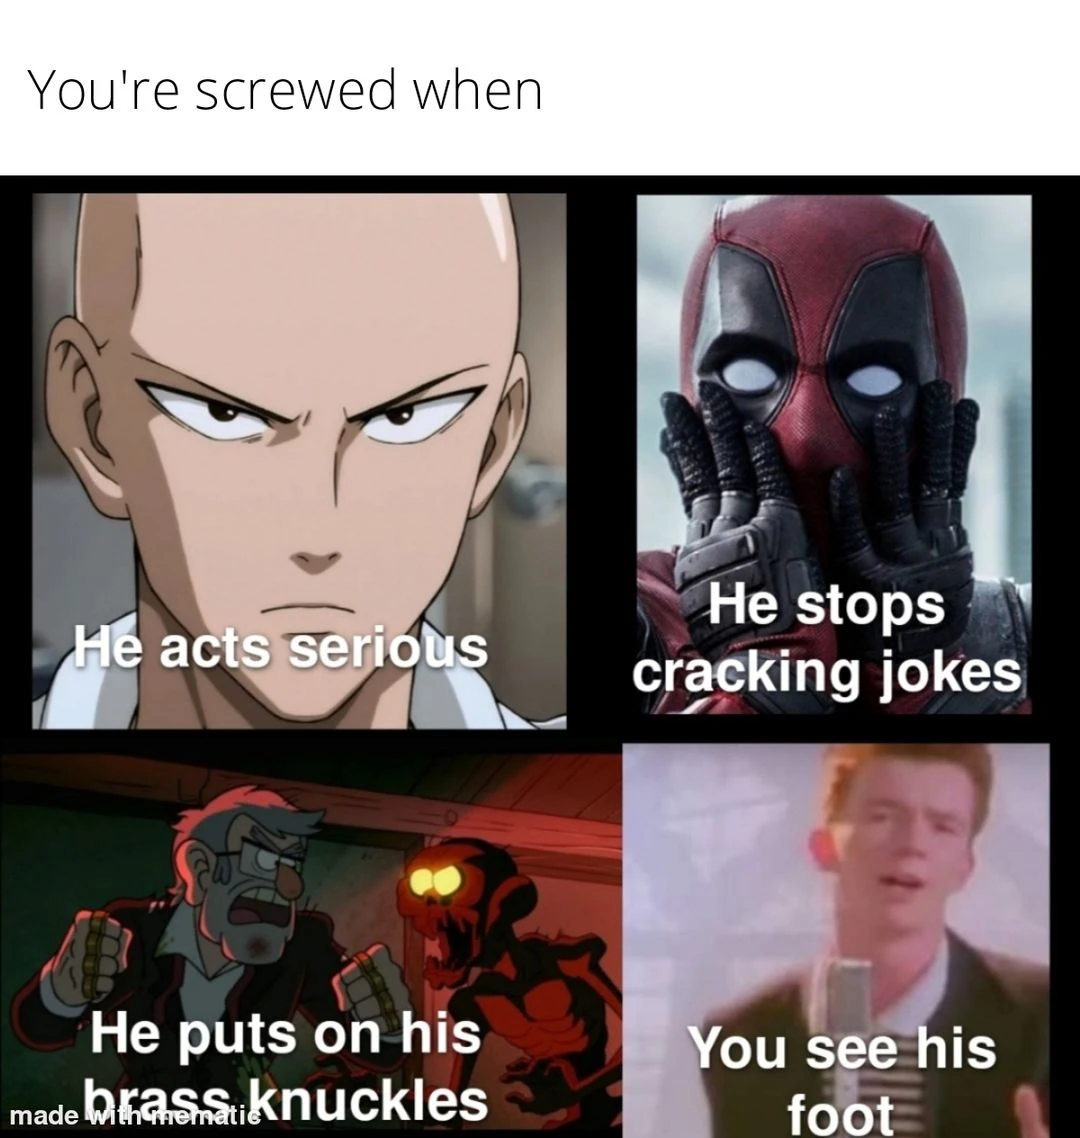 You're screwed when
He acts serious
He stops
cracking jokes
He puts on his
brass knuckles
You see his
foot
made with mematic